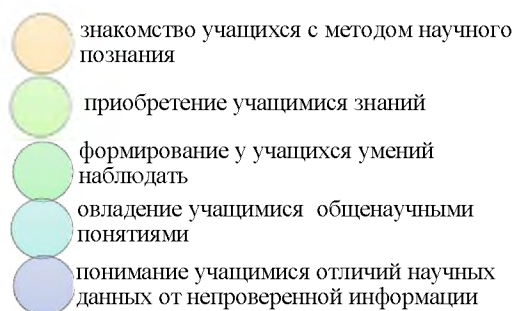 знакомство учащихся с методом научного
познания
приобретение учащимися знаний
формирование у учащихся умений
наблюдать
овладение учащимися общенаучными
понятиями
понимание учащимися отличий научных
данных от непроверенной информации